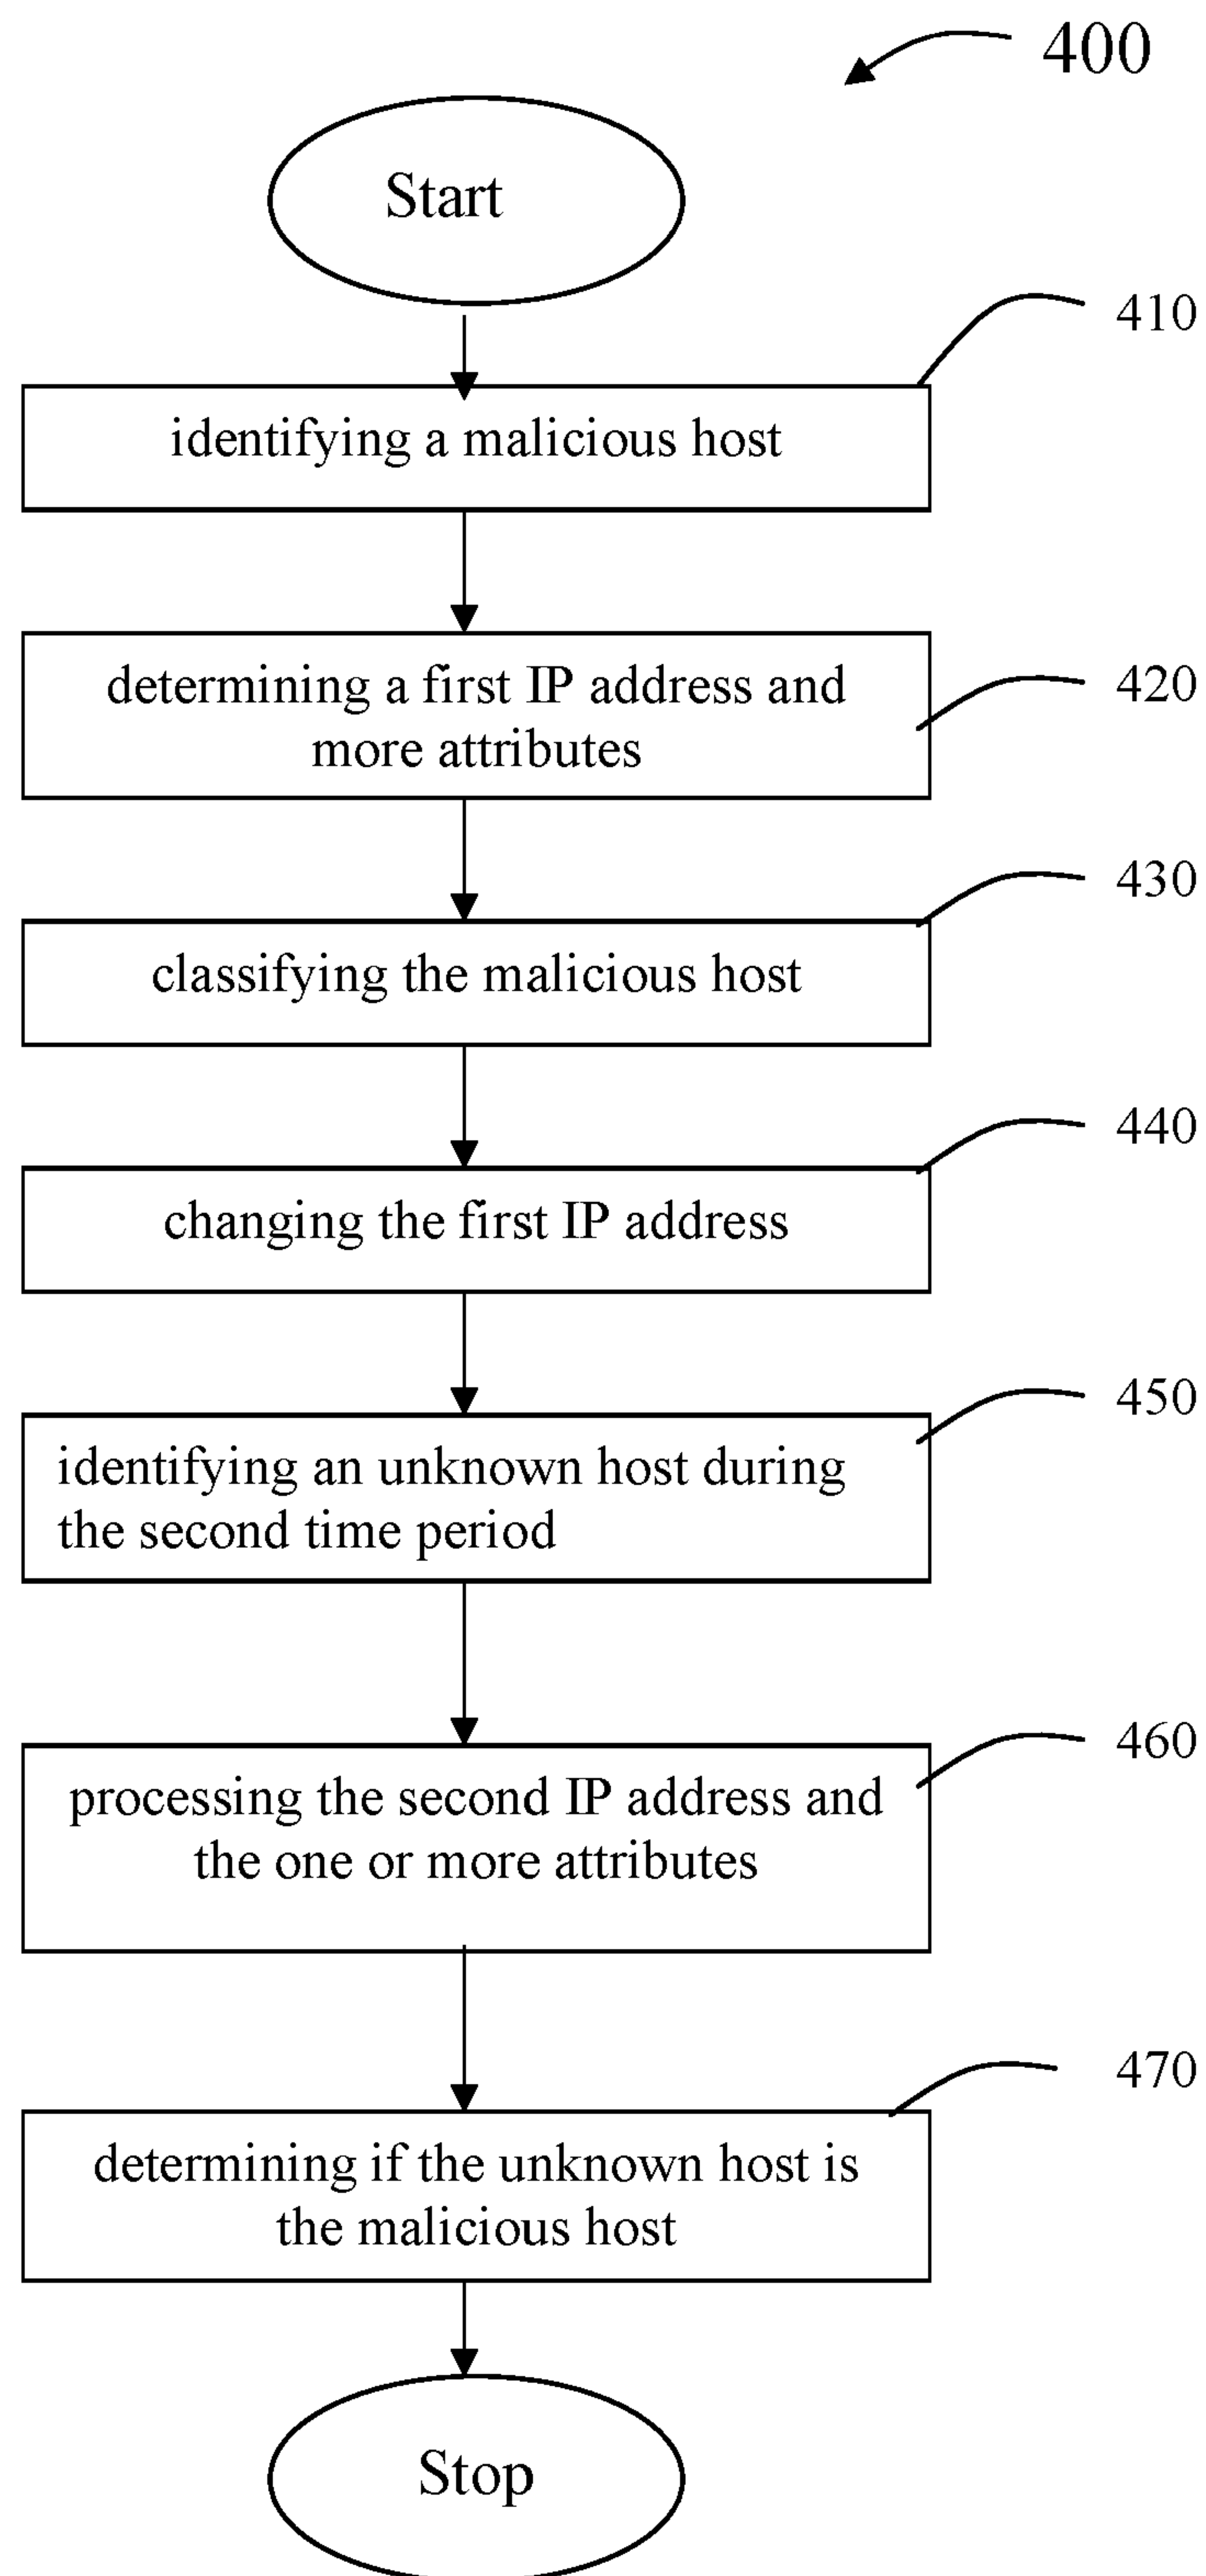 400
Start
410
identifying a malicious host
420
determining a first IP address and
more attributes
430
classifying the malicious host
440
changing the first IP address
450
identifying an unknown host during
the second time period
460
processing the second IP address and
the one or more attributes
470
determining if the unknown host is
the malicious host
Stop